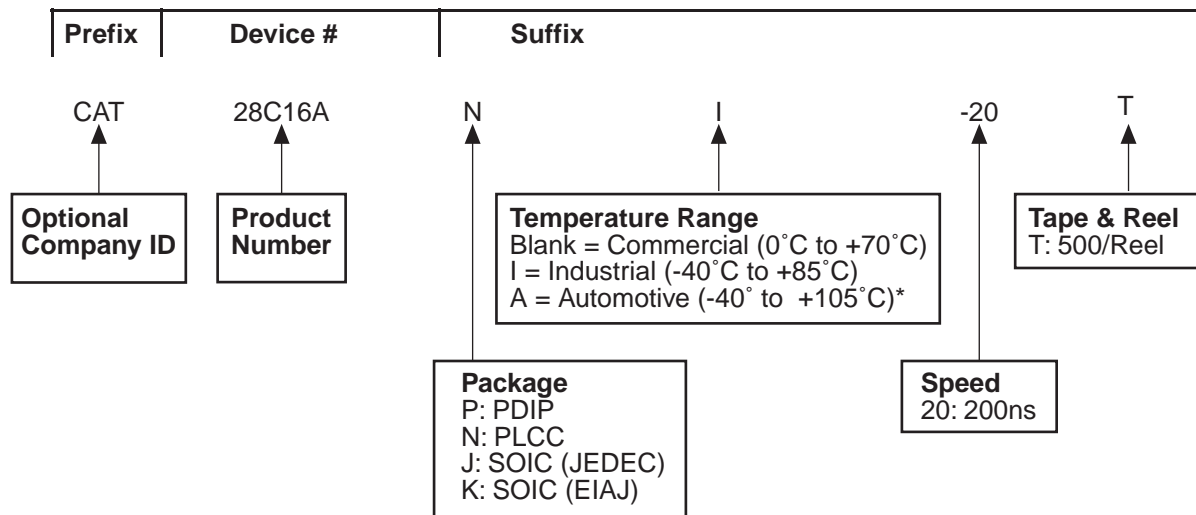 Prefix Device # Suffix
CAT 28C16A N I -20 T
Optional
Company ID
Product
Number
Temperature Range
Blank = Commercial (0˚C to +70˚C)
I = Industrial (-40˚C to +85˚C)
A = Automotive (-40˚ to +105˚C)*
Tape & Reel
T: 500/Reel
Package
P: PDIP
N: PLCC
J: SOIC (JEDEC)
K: SOIC (EIAJ)
Speed
20: 200ns